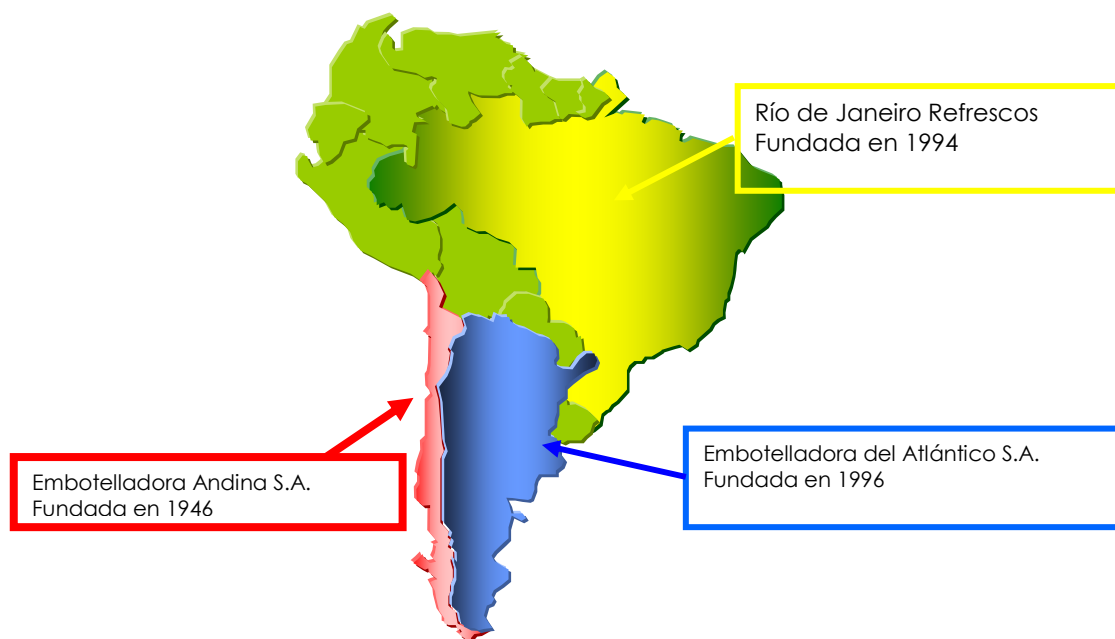 Río de Janeiro Refrescos
Fundada en 1994
Embotelladora del Atlántico S.A.
Fundada en 1996
Embotelladora Andina S.A.
Fundada en 1946